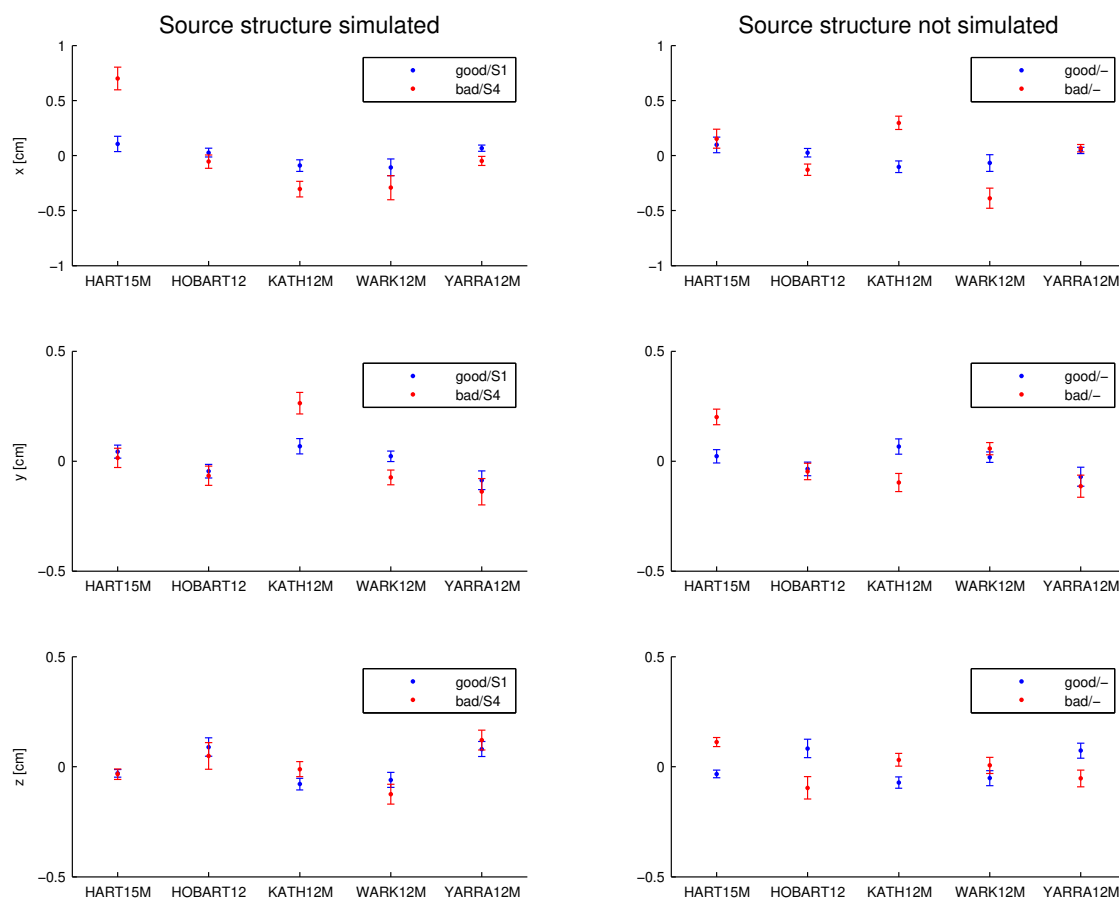 Source structure simulated
Source structure not simulated
1
0.5
0
−0.5
−1
x [cm]
good/S1
bad/S4
HART15M HOBART12 KATH12M WARK12M YARRA12M
1
0.5
0
−0.5
−1
good/−
bad/−
HART15M HOBART12 KATH12M WARK12M YARRA12M
0.5
0
−0.5
y [cm]
good/S1
bad/S4
HART15M HOBART12 KATH12M WARK12M YARRA12M
0.5
0
−0.5
good/−
bad/−
HART15M HOBART12 KATH12M WARK12M YARRA12M
0.5
0
−0.5
z [cm]
good/S1
bad/S4
HART15M HOBART12 KATH12M WARK12M YARRA12M
0.5
0
−0.5
good/−
bad/−
HART15M HOBART12 KATH12M WARK12M YARRA12M